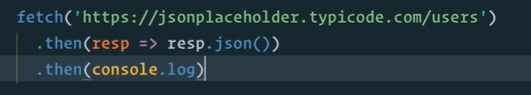 fetch('https://jsonplaceholder.typicode.com/users')
  .then(resp => resp.json())
  .then(console.log)